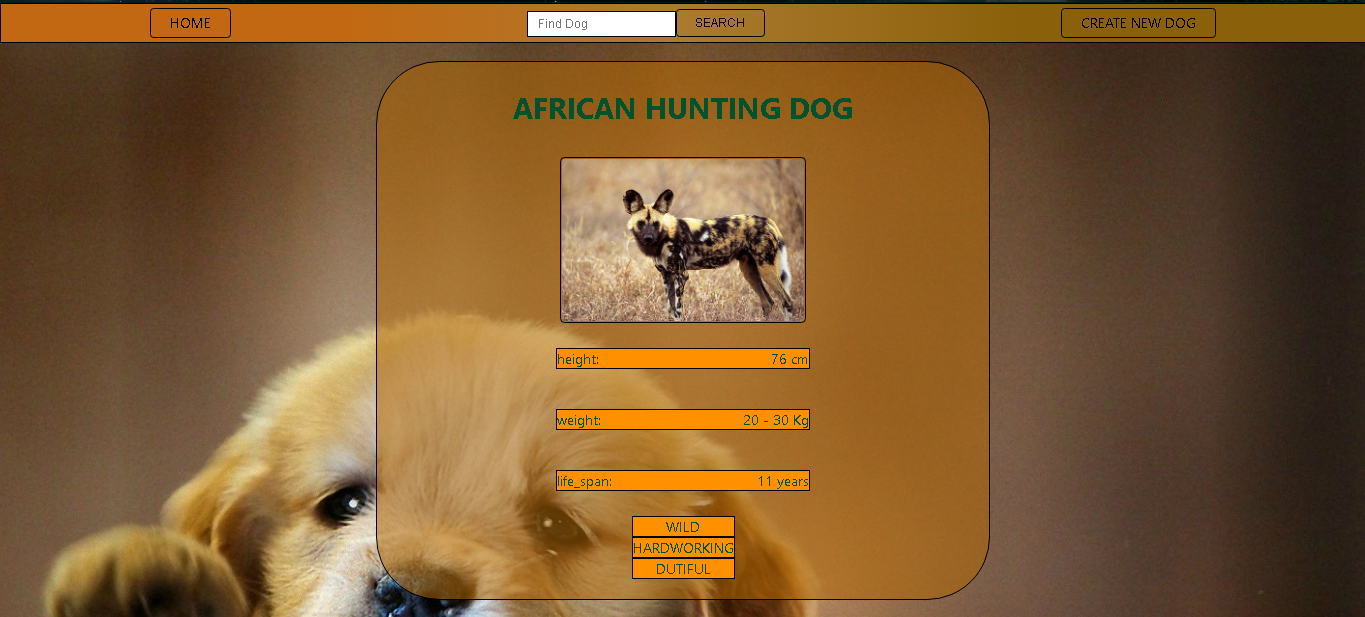 HOME
Find Dog
SEARCH
CREATE NEW DOG
AFRICAN HUNTING DOG
height: 76 cm
weight: 20 - 30 Kg
life_span: 11 years
WILD
HARDWORKING
DUTIFUL